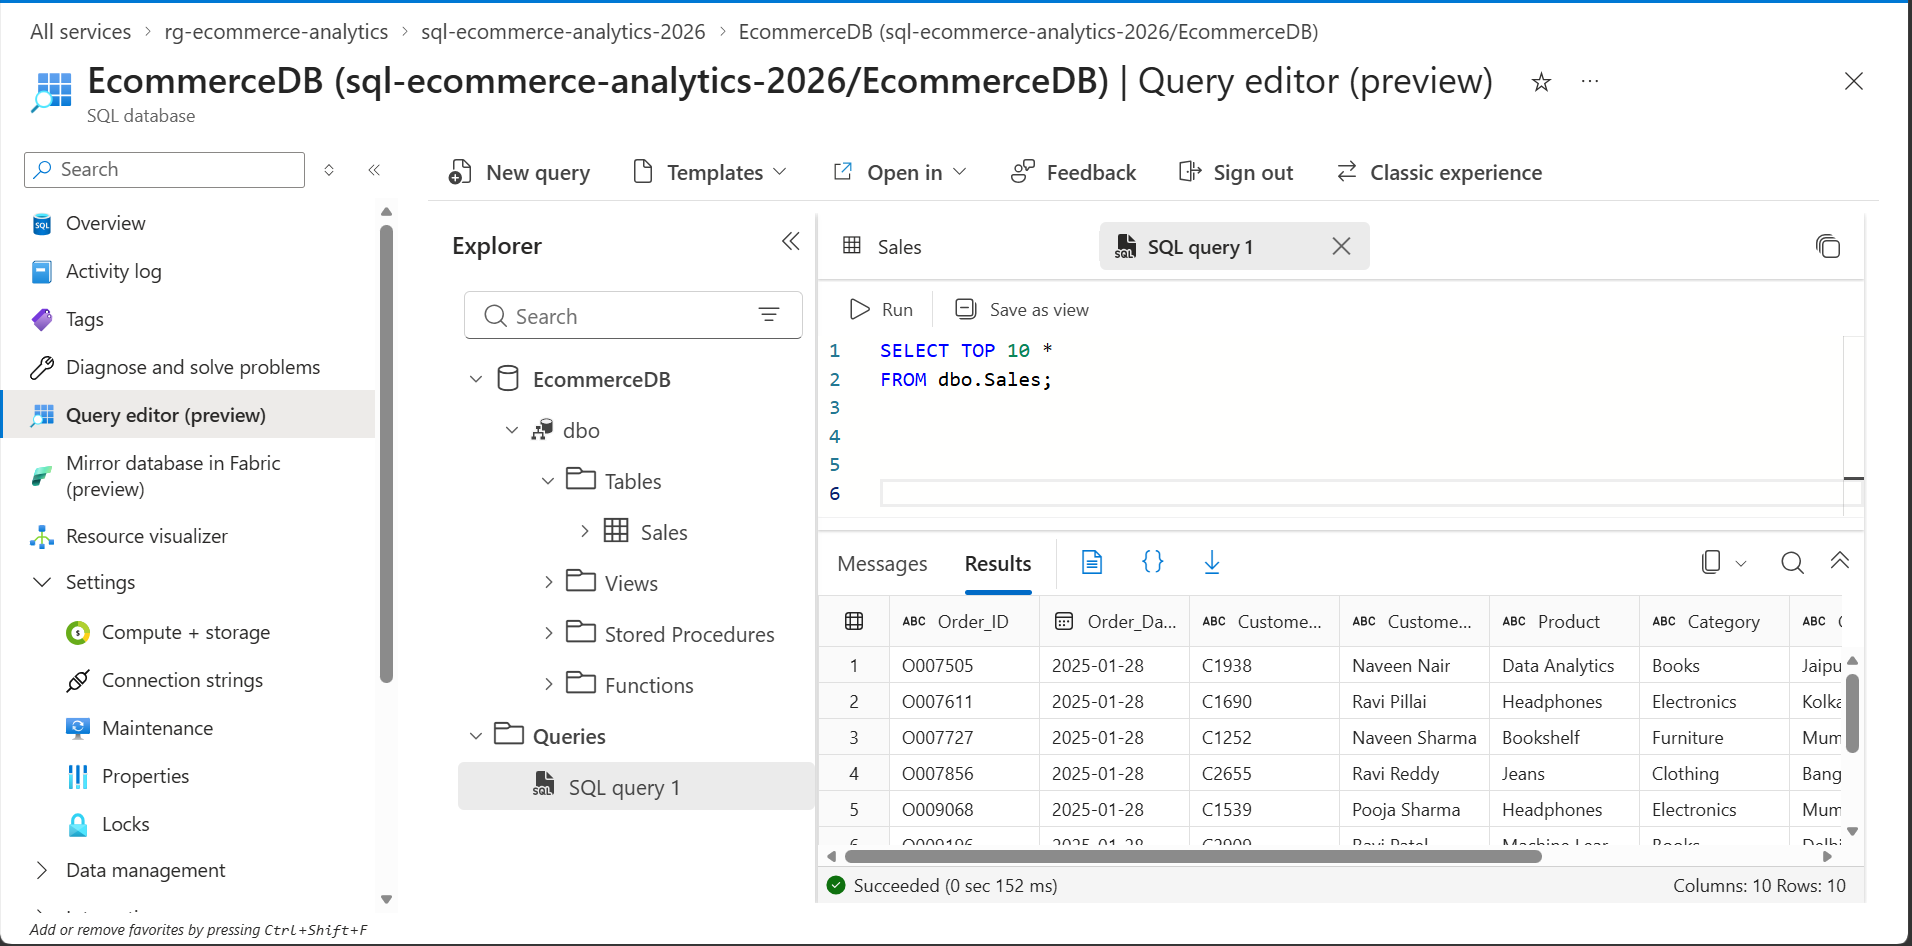 All services > rg-ecommerce-analytics > sql-ecommerce-analytics-2026 > EcommerceDB (sql-ecommerce-analytics-2026/EcommerceDB)
EcommerceDB (sql-ecommerce-analytics-2026/EcommerceDB) | Query editor (preview)
SQL database
Search
Overview
Activity log
Tags
Diagnose and solve problems
Query editor (preview)
Mirror database in Fabric
(preview)
Resource visualizer
Settings
Compute + storage
Connection strings
Maintenance
Properties
Locks
Data management
Add or remove favorites by pressing Ctrl+Shift+F
New query Templates Open in Feedback Sign out Classic experience
Explorer
Search
EcommerceDB
dbo
Tables
Sales
Views
Stored Procedures
Functions
Queries
SQL query 1
Sales SQL query 1
Run Save as view
1 SELECT TOP 10 *
2 FROM dbo.Sales;
3
4
5
6
Messages Results
Order_ID Order_Da... Custome... Custome... Product Category
1 O007505 2025-01-28 C1938 Naveen Nair Data Analytics Books Jaipu
2 O007611 2025-01-28 C1690 Ravi Pillai Headphones Electronics Kolka
3 O007727 2025-01-28 C1252 Naveen Sharma Bookshelf Furniture Mum
4 O007856 2025-01-28 C2655 Ravi Reddy Jeans Clothing Bang
5 O009068 2025-01-28 C1539 Pooja Sharma Headphones Electronics Mum
Succeeded (0 sec 152 ms) Columns: 10 Rows: 10